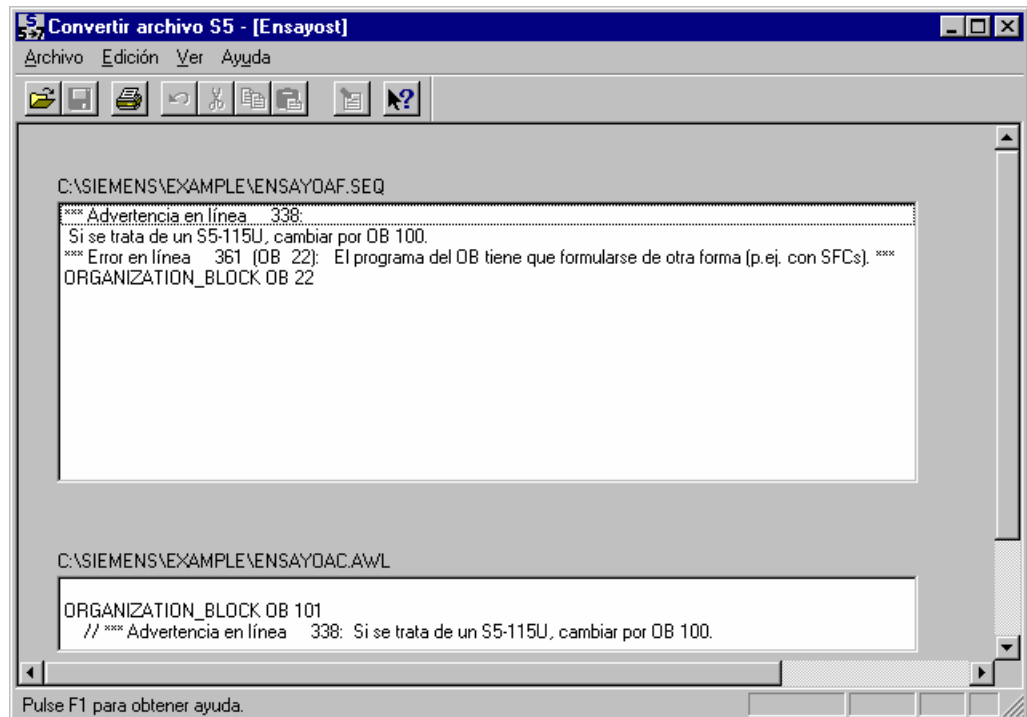 Convertir archivo S5 - [Ensayost]
Archivo Edición Ver Ayuda
C:\SIEMENS\EXAMPLE\ENSAYOAF.SEQ
*** Advertencia en línea 338:
Si se trata de un S5-115U, cambiar por OB 100.
*** Error en línea 361 (OB 22): El programa del OB tiene que formularse de otra forma (p.ej. con SFCs). ***
ORGANIZATION_BLOCK OB 22
C:\SIEMENS\EXAMPLE\ENSAYOAC.AWL
ORGANIZATION_BLOCK OB 101
// *** Advertencia en línea 338: Si se trata de un S5-115U, cambiar por OB 100.
Pulse F1 para obtener ayuda.